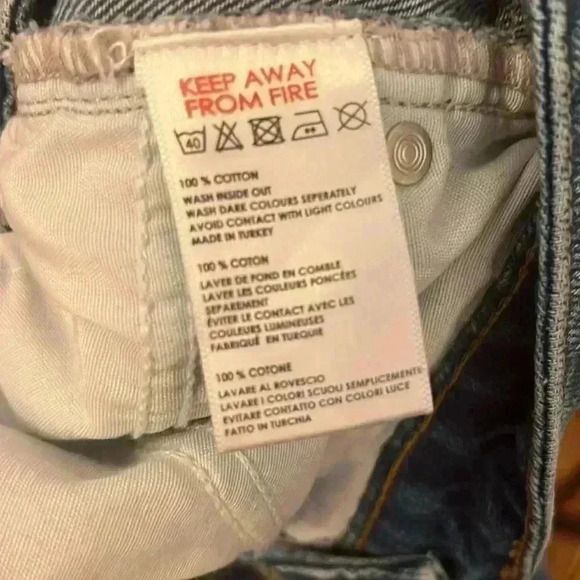 KEEP AWAY
FROM FIRE
40
100 % COTTON
WASH INSIDE OUT
WASH DARK COLOURS SEPERATELY
AVOID CONTACT WITH LIGHT COLOURS
MADE IN TURKEY
100 % COTON
LAVER DE FOND EN COMBLE
LAVER LES COULEURS FONCÉES
SEPAREMENT
ÉVITER LE CONTACT AVEC LES
COULEURS LUMINEUSES
FABRIQUÉ EN TURQUIE
100 % COTONE
LAVARE AL ROVESCIO
LAVARE I COLORI SCUOLI SEMPLICEMENTE
EVITARE CONTATTO CON COLORI LUCE
FATTO IN TURCHIA